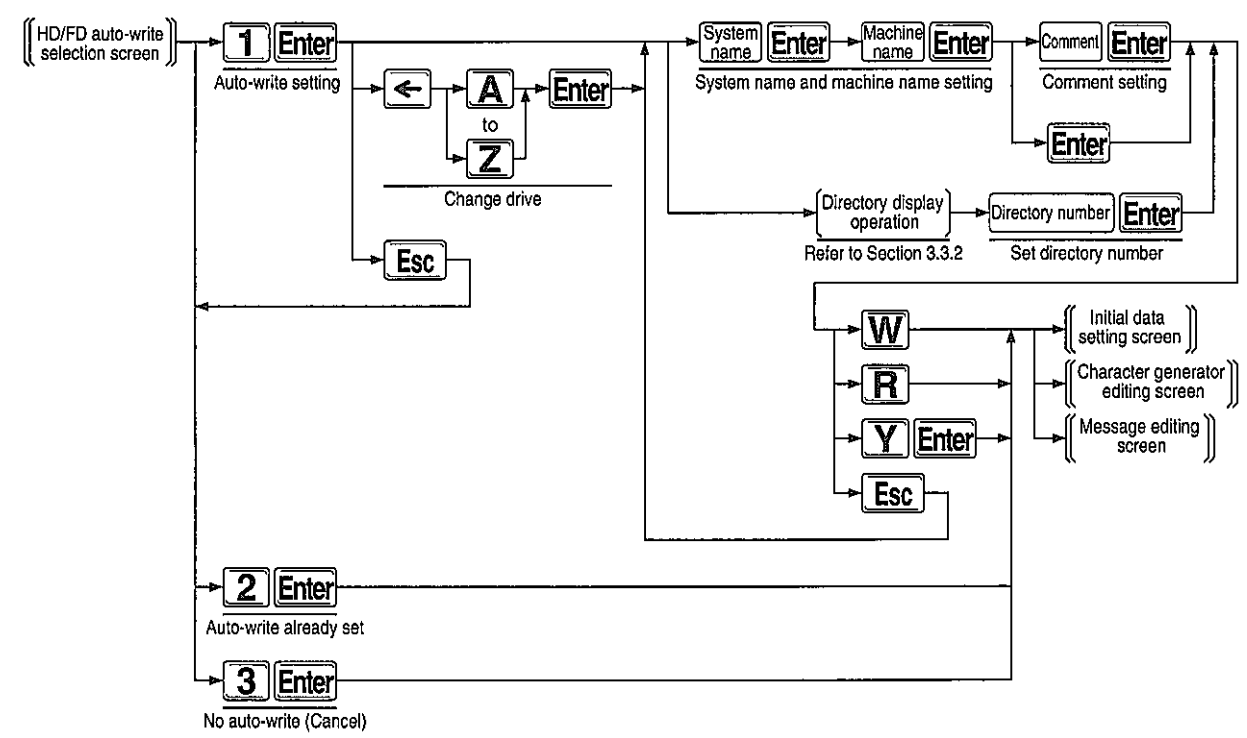 HD/FD auto-write
selection screen
1 Enter
Auto-write setting
←
A
to
Z
Enter
Change drive
Esc
System
name
Enter
Machine
name
Enter
System name and machine name setting
Comment
Enter
Comment setting
Enter
Directory display
operation
Refer to Section 3.3.2
Directory number
Enter
Set directory number
W
R
Y Enter
Esc
Initial data
setting screen
Character generator
editing screen
Message editing
screen
2 Enter
Auto-write already set
3 Enter
No auto-write (Cancel)